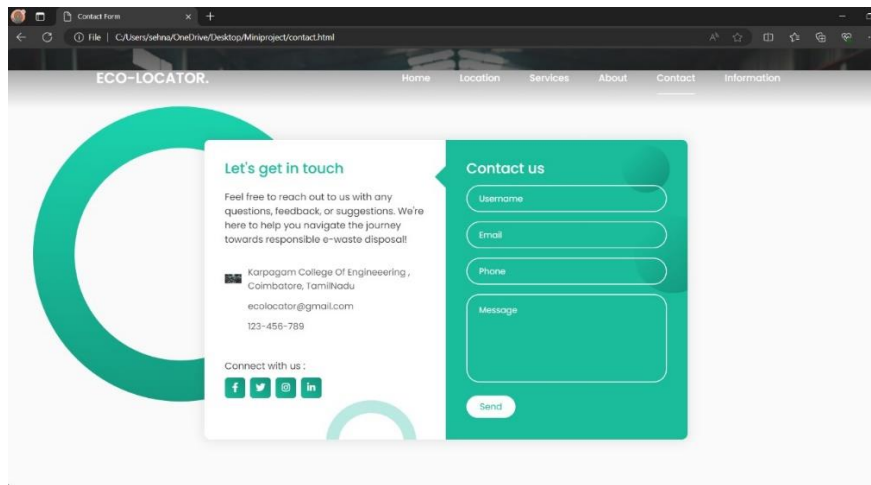 Contact Form
File | C:/Users/sehna/OneDrive/Desktop/Miniproject/contact.html
ECO-LOCATOR.
Home Location Services About Contact Information
Let's get in touch
Feel free to reach out to us with any
questions, feedback, or suggestions. We're
here to help you navigate the journey
towards responsible e-waste disposal!
Karpagam College Of Engineeering ,
Coimbatore, TamilNadu
ecolocator@gmail.com
123-456-789
Connect with us :
Contact us
Username
Email
Phone
Message
Send